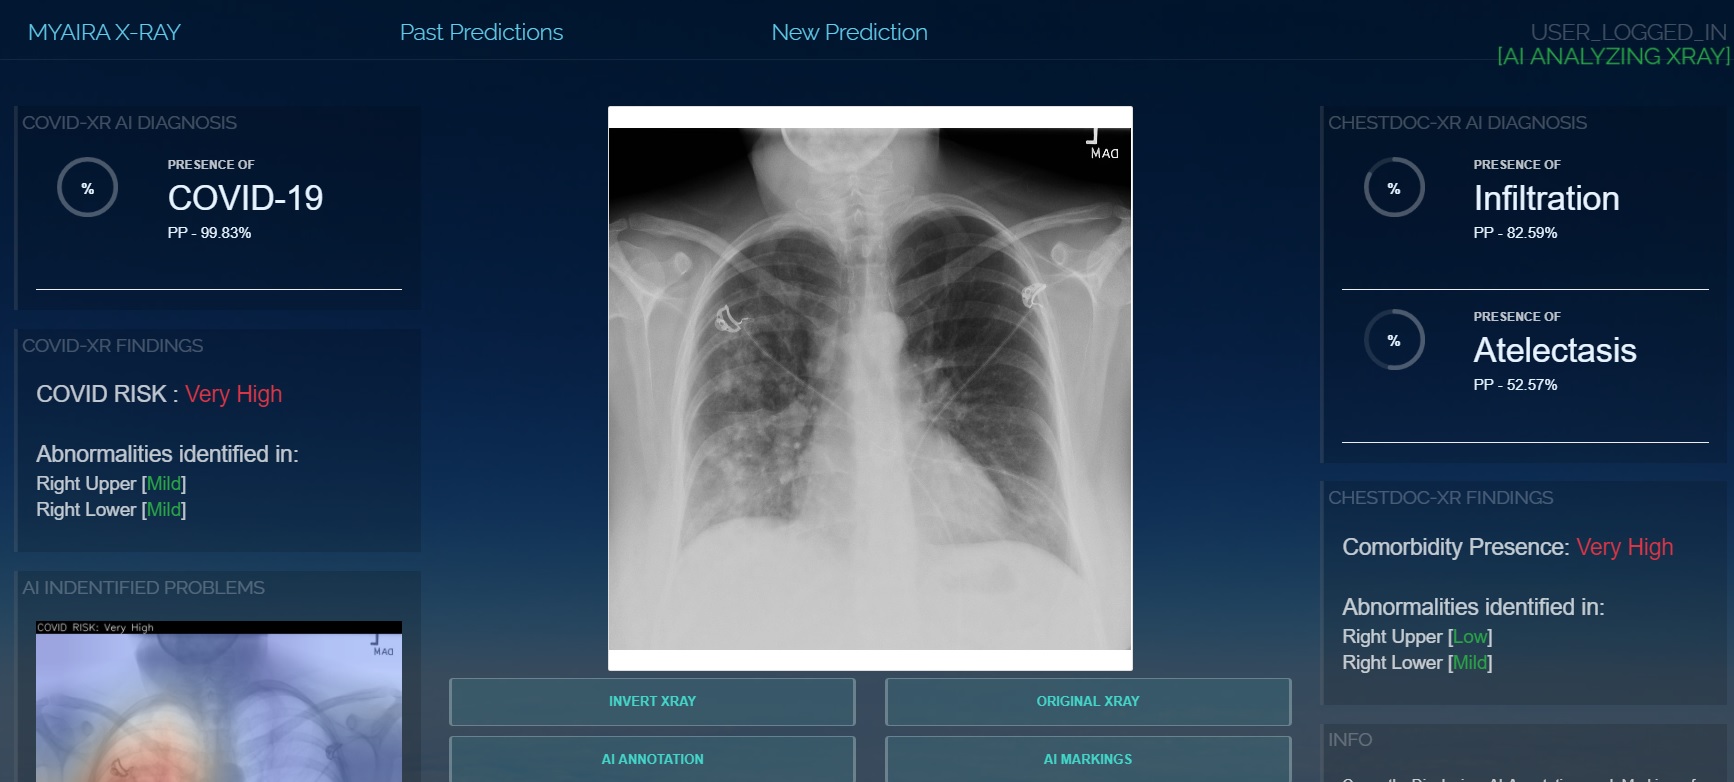 MYAIRA X-RAY
Past Predictions
New Prediction
USER_LOGGED_IN
[AI ANALYZING XRAY]
COVID-XR AI DIAGNOSIS
%
PRESENCE OF
COVID-19
PP - 99.83%
COVID-XR FINDINGS
COVID RISK : Very High
Abnormalities identified in:
Right Upper [Mild]
Right Lower [Mild]
AI INDENTIFIED PROBLEMS
COVID RISK: Very High
MAD
MAD
INVERT XRAY
ORIGINAL XRAY
AI ANNOTATION
AI MARKINGS
CHESTDOC-XR AI DIAGNOSIS
%
PRESENCE OF
Infiltration
PP - 82.59%
%
PRESENCE OF
Atelectasis
PP - 52.57%
CHESTDOC-XR FINDINGS
Comorbidity Presence: Very High
Abnormalities identified in:
Right Upper [Low]
Right Lower [Mild]
INFO